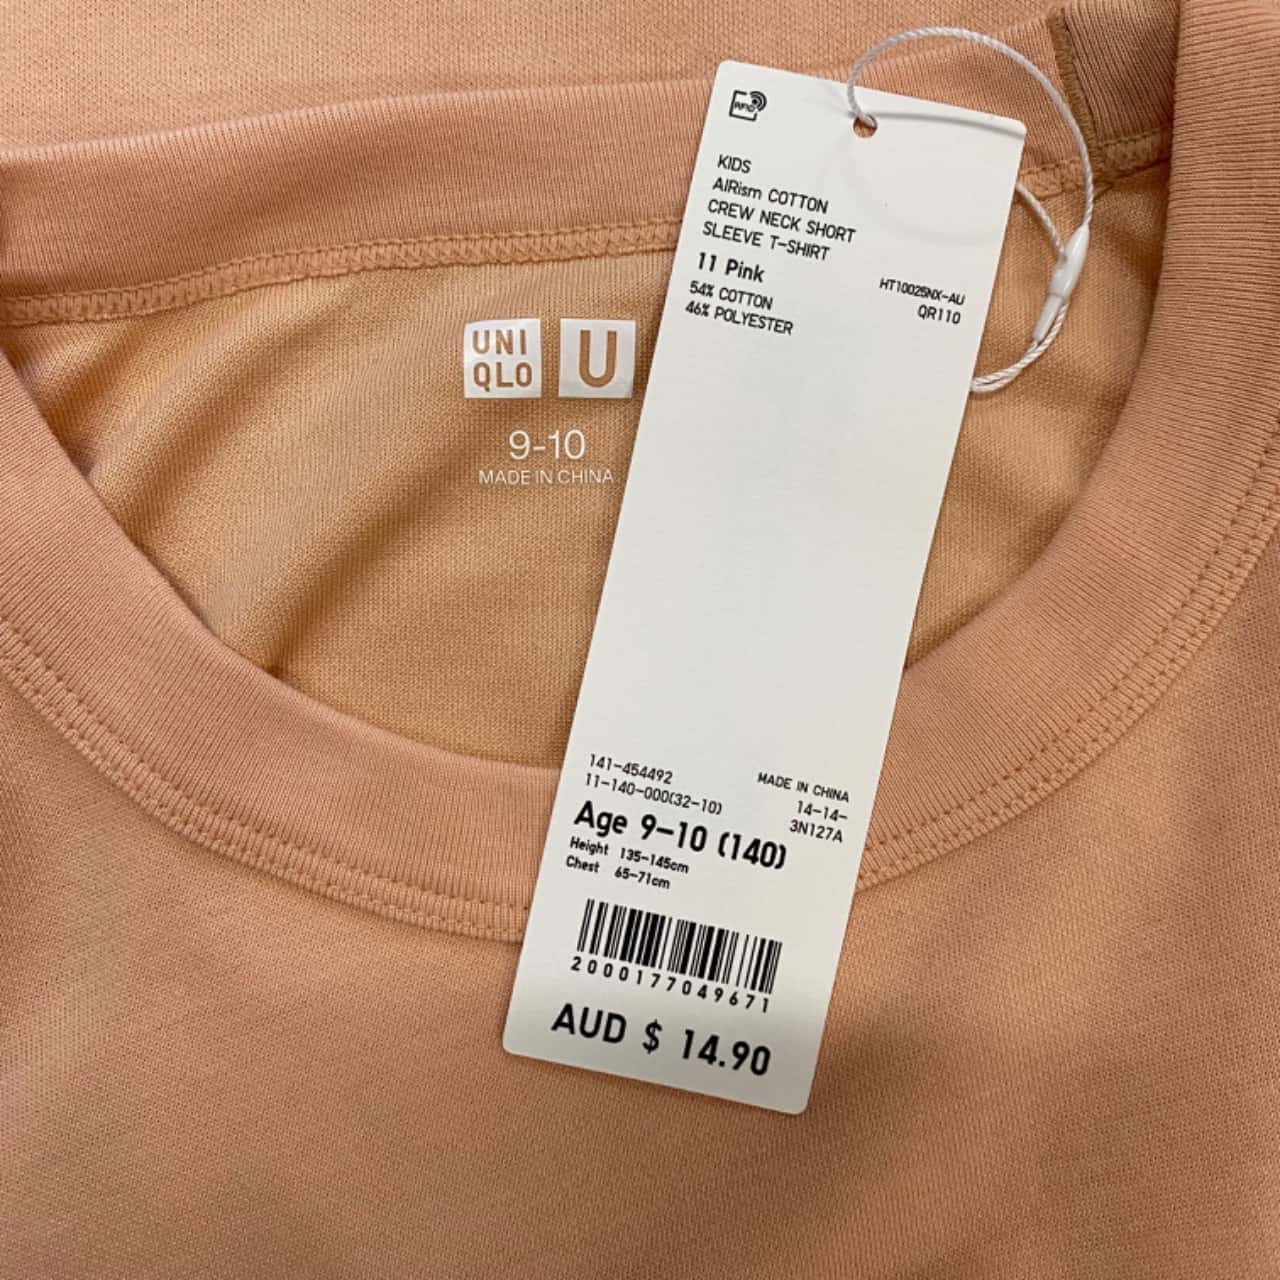 RFID
KIDS
AIRism COTTON
CREW NECK SHORT
SLEEVE T-SHIRT
11 Pink
54% COTTON
46% POLYESTER
HT10025NX-AU
QR110
UNI
QLO
U
9-10
MADE IN CHINA
141-454492
11-140-000(32-10)
MADE IN CHINA
14-14-
3N127A
Age 9-10 (140)
Height 135-145cm
Chest 65-71cm
2000177049671
AUD $ 14.90